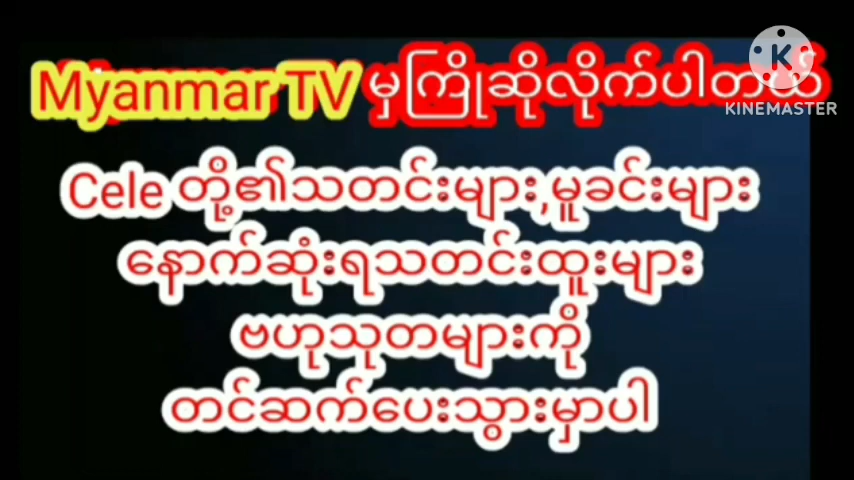 Myanmar TV မှကြိုဆိုလိုက်ပါတယ်
KINEMASTER
Cele တို့၏သတင်းများ,မူခင်းများ
နောက်ဆုံးရသတင်းထူးများ
ဗဟုသုတများကို
တင်ဆက်ပေးသွားမှာပါ